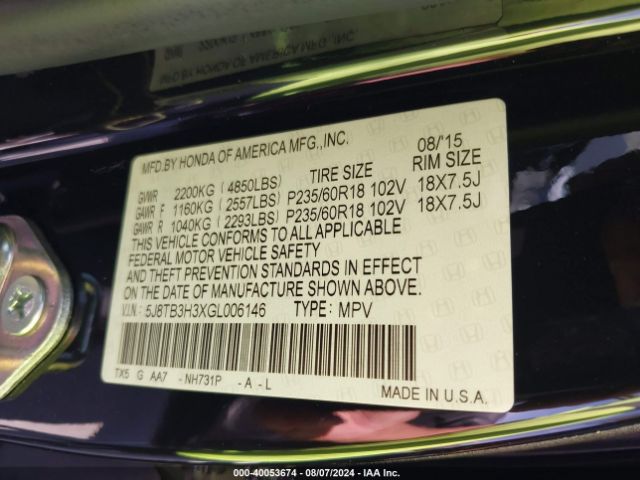 MFD.BY HONDA OF AMERICA MFG.,INC. 08/'15
TIRE SIZE RIM SIZE
GVWR 2200KG (4850LBS)
GAWR F 1160KG (2557LBS) P235/60R18 102V 18X7.5J
GAWR R 1040KG (2293LBS) P235/60R18 102V 18X7.5J
THIS VEHICLE CONFORMS TO ALL APPLICABLE
FEDERAL MOTOR VEHICLE SAFETY
AND THEFT PREVENTION STANDARDS IN EFFECT ON
THE DATE OF MANUFACTURE SHOWN ABOVE.
V.I.N.: 5J8TB3H3XGL006146 TYPE: MPV
TX5 G AA7 - NH731P - A - L
MADE IN U.S.A.
000-40053674 - 08/07/2024 - IAA Inc.